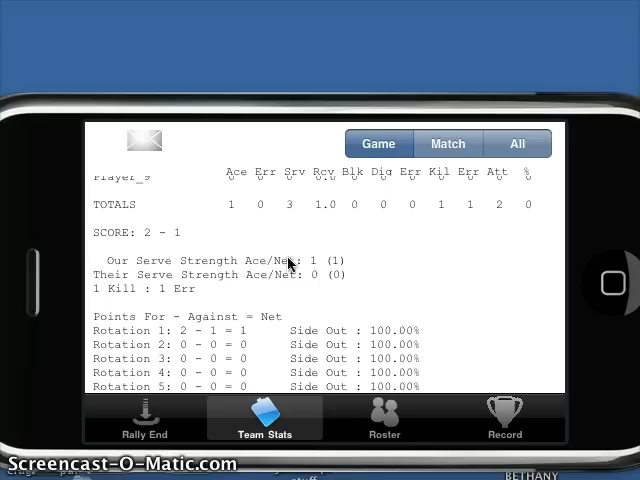 Game Match All
Ace Err Srv Rcv Blk Dig Err Kil Err Att %
Player_9
TOTALS 1 0 3 1.0 0 0 0 1 1 2 0
SCORE: 2 - 1
Our Serve Strength Ace/Net: 1 (1)
Their Serve Strength Ace/Net: 0 (0)
1 Kill : 1 Err
Points For - Against = Net
Rotation 1: 2 - 1 = 1 Side Out : 100.00%
Rotation 2: 0 - 0 = 0 Side Out : 100.00%
Rotation 3: 0 - 0 = 0 Side Out : 100.00%
Rotation 4: 0 - 0 = 0 Side Out : 100.00%
Rotation 5: 0 - 0 = 0 Side Out : 100.00%
Rally End Team Stats Roster Record
Screencast-O-Matic.com
BETHANY